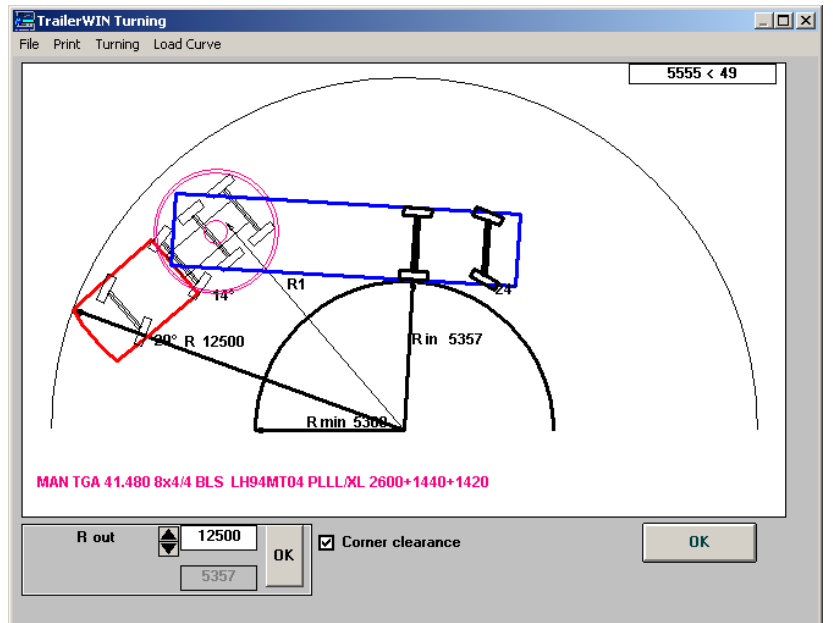 TrailerWIN Turning
File Print Turning Load Curve
5555 < 49
R1
14°
24
29° R 12500
R in 5357
R min 5300
MAN TGA 41.480 8x4/4 BLS LH94MT04 PLLL/XL 2600+1440+1420
R out 12500 OK
5357
Corner clearance
OK